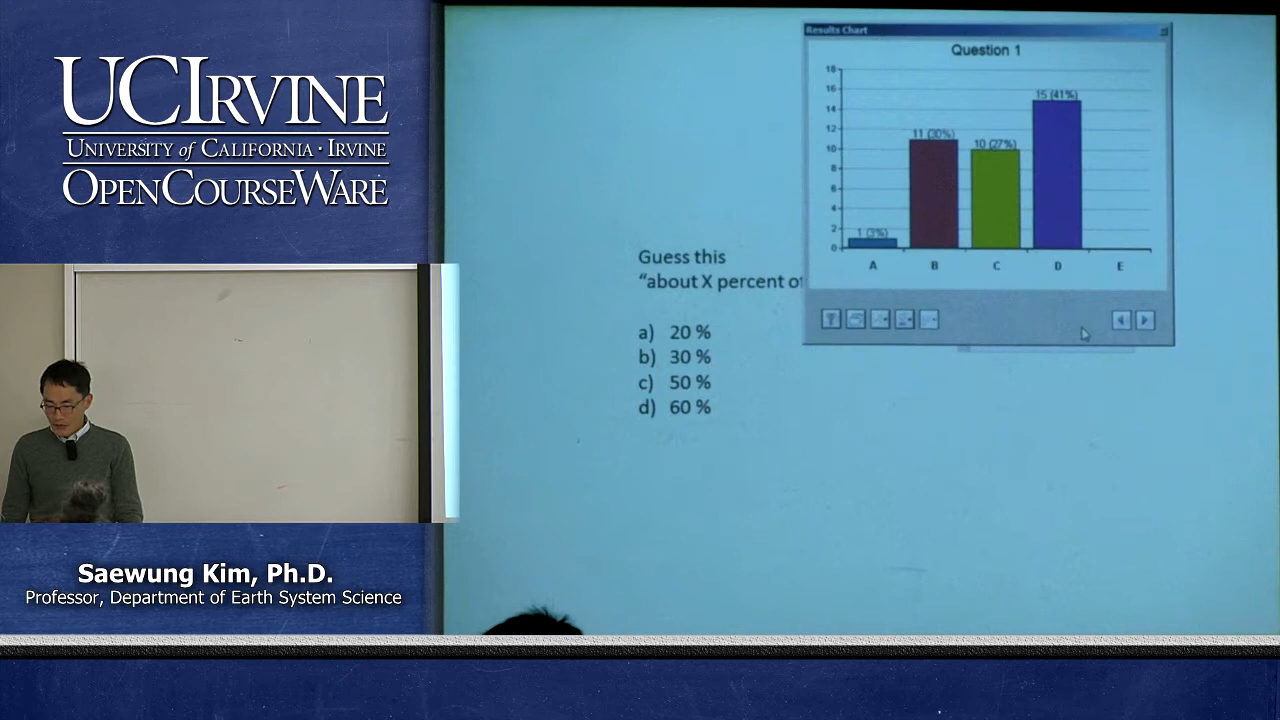 UCIRVINE
UNIVERSITY of CALIFORNIA · IRVINE
OPENCOURSEWARE
Saewung Kim, Ph.D.
Professor, Department of Earth System Science
Guess this
“about X percent of
a) 20 %
b) 30 %
c) 50 %
d) 60 %
Results Chart
Question 1
18
16
14
12
10
8
6
4
2
0
1 (3%)
11 (30%)
10 (27%)
15 (41%)
A B C D E